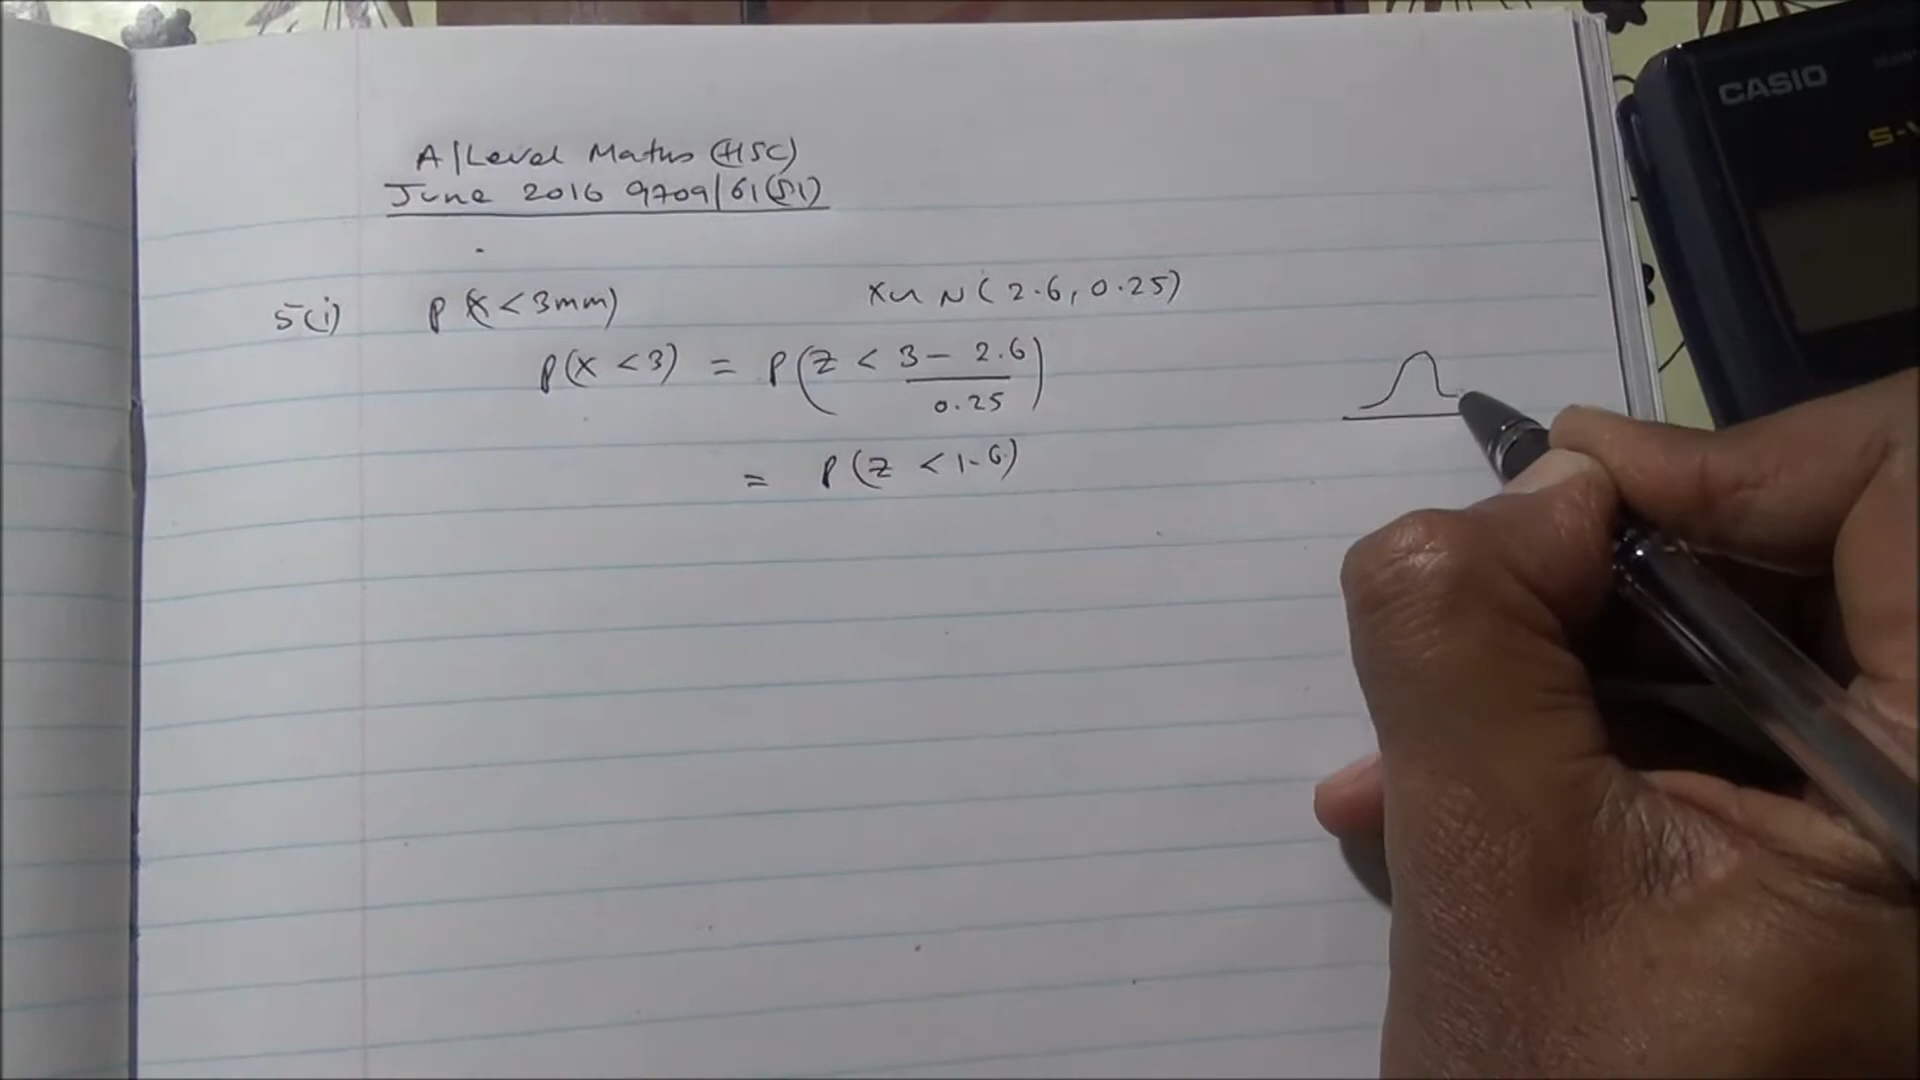 A/Level Maths (HSC)
June 2016 9709/61(S1)
5(i) P(X < 3mm) X ~ N(2.6, 0.25)
P(X < 3) = P(Z < 3 - 2.6
0.25)
= P(Z < 1.6)
CASIO
S-V